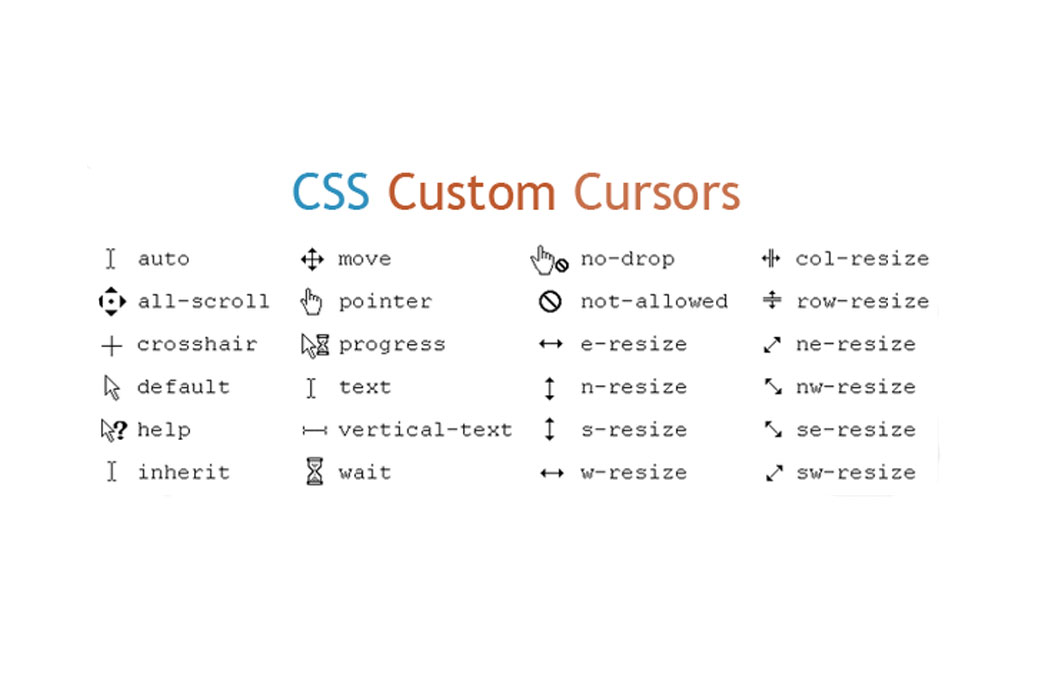 CSS Custom Cursors
auto
all-scroll
crosshair
default
help
inherit
move
pointer
progress
text
vertical-text
wait
no-drop
not-allowed
e-resize
n-resize
s-resize
w-resize
col-resize
row-resize
ne-resize
nw-resize
se-resize
sw-resize